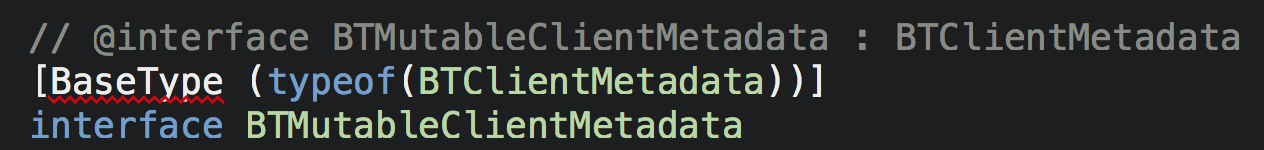 // @interface BTMutableClientMetadata : BTClientMetadata
[BaseType (typeof(BTClientMetadata))]
interface BTMutableClientMetadata